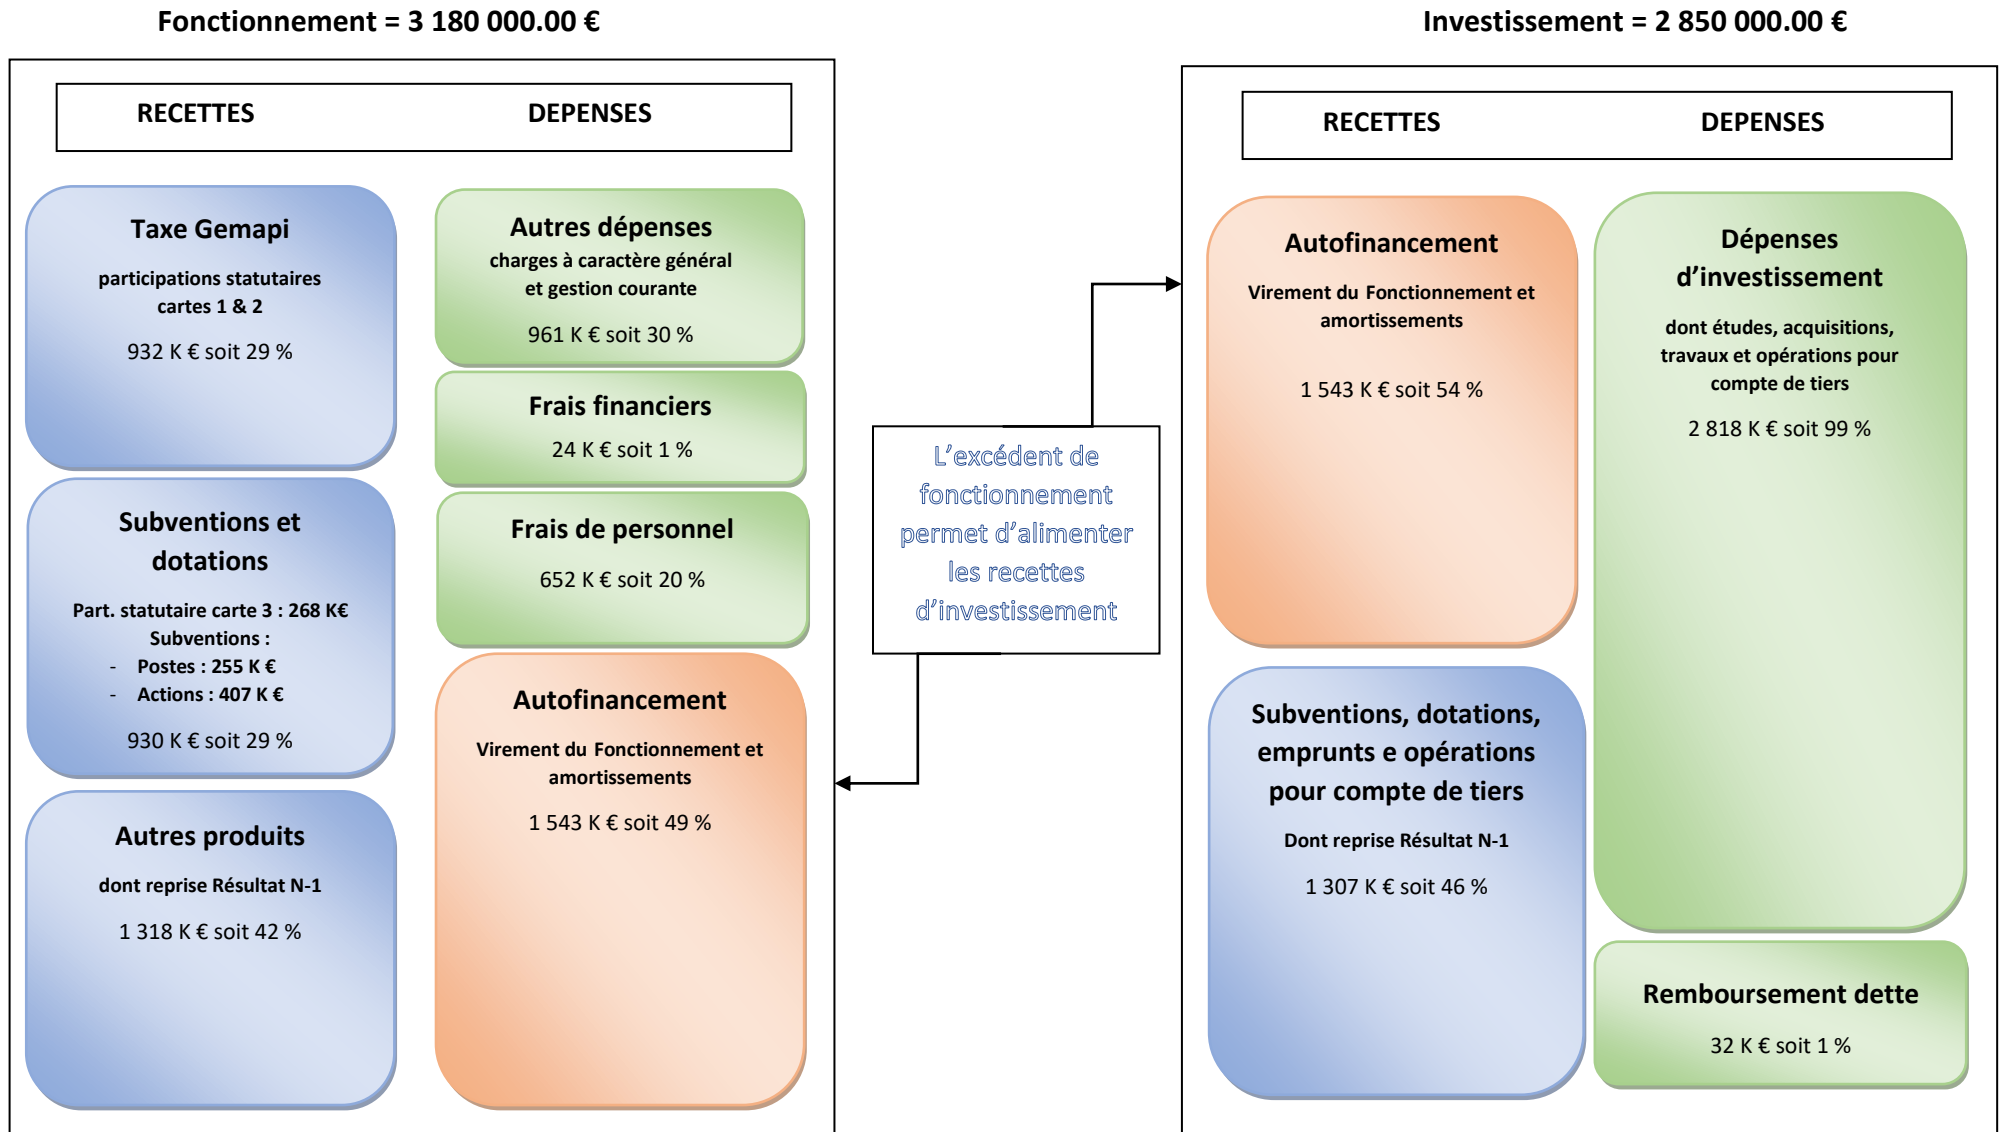 Fonctionnement = 3 180 000.00 €
RECETTES
DEPENSES
Taxe Gemapi
participations statutaires
cartes 1 & 2
932 K € soit 29 %
Subventions et
dotations
Part. statutaire carte 3 : 268 K€
Subventions :
- Postes : 255 K €
- Actions : 407 K €
930 K € soit 29 %
Autres produits
dont reprise Résultat N-1
1 318 K € soit 42 %
Autres dépenses
charges à caractère général
et gestion courante
961 K € soit 30 %
Frais financiers
24 K € soit 1 %
Frais de personnel
652 K € soit 20 %
Autofinancement
Virement du Fonctionnement et
amortissements
1 543 K € soit 49 %
L'excédent de
fonctionnement
permet d'alimenter
les recettes
d'investissement
Investissement = 2 850 000.00 €
RECETTES
DEPENSES
Autofinancement
Virement du Fonctionnement et
amortissements
1 543 K € soit 54 %
Subventions, dotations,
emprunts e opérations
pour compte de tiers
Dont reprise Résultat N-1
1 307 K € soit 46 %
Dépenses
d'investissement
dont études, acquisitions,
travaux et opérations pour
compte de tiers
2 818 K € soit 99 %
Remboursement dette
32 K € soit 1 %